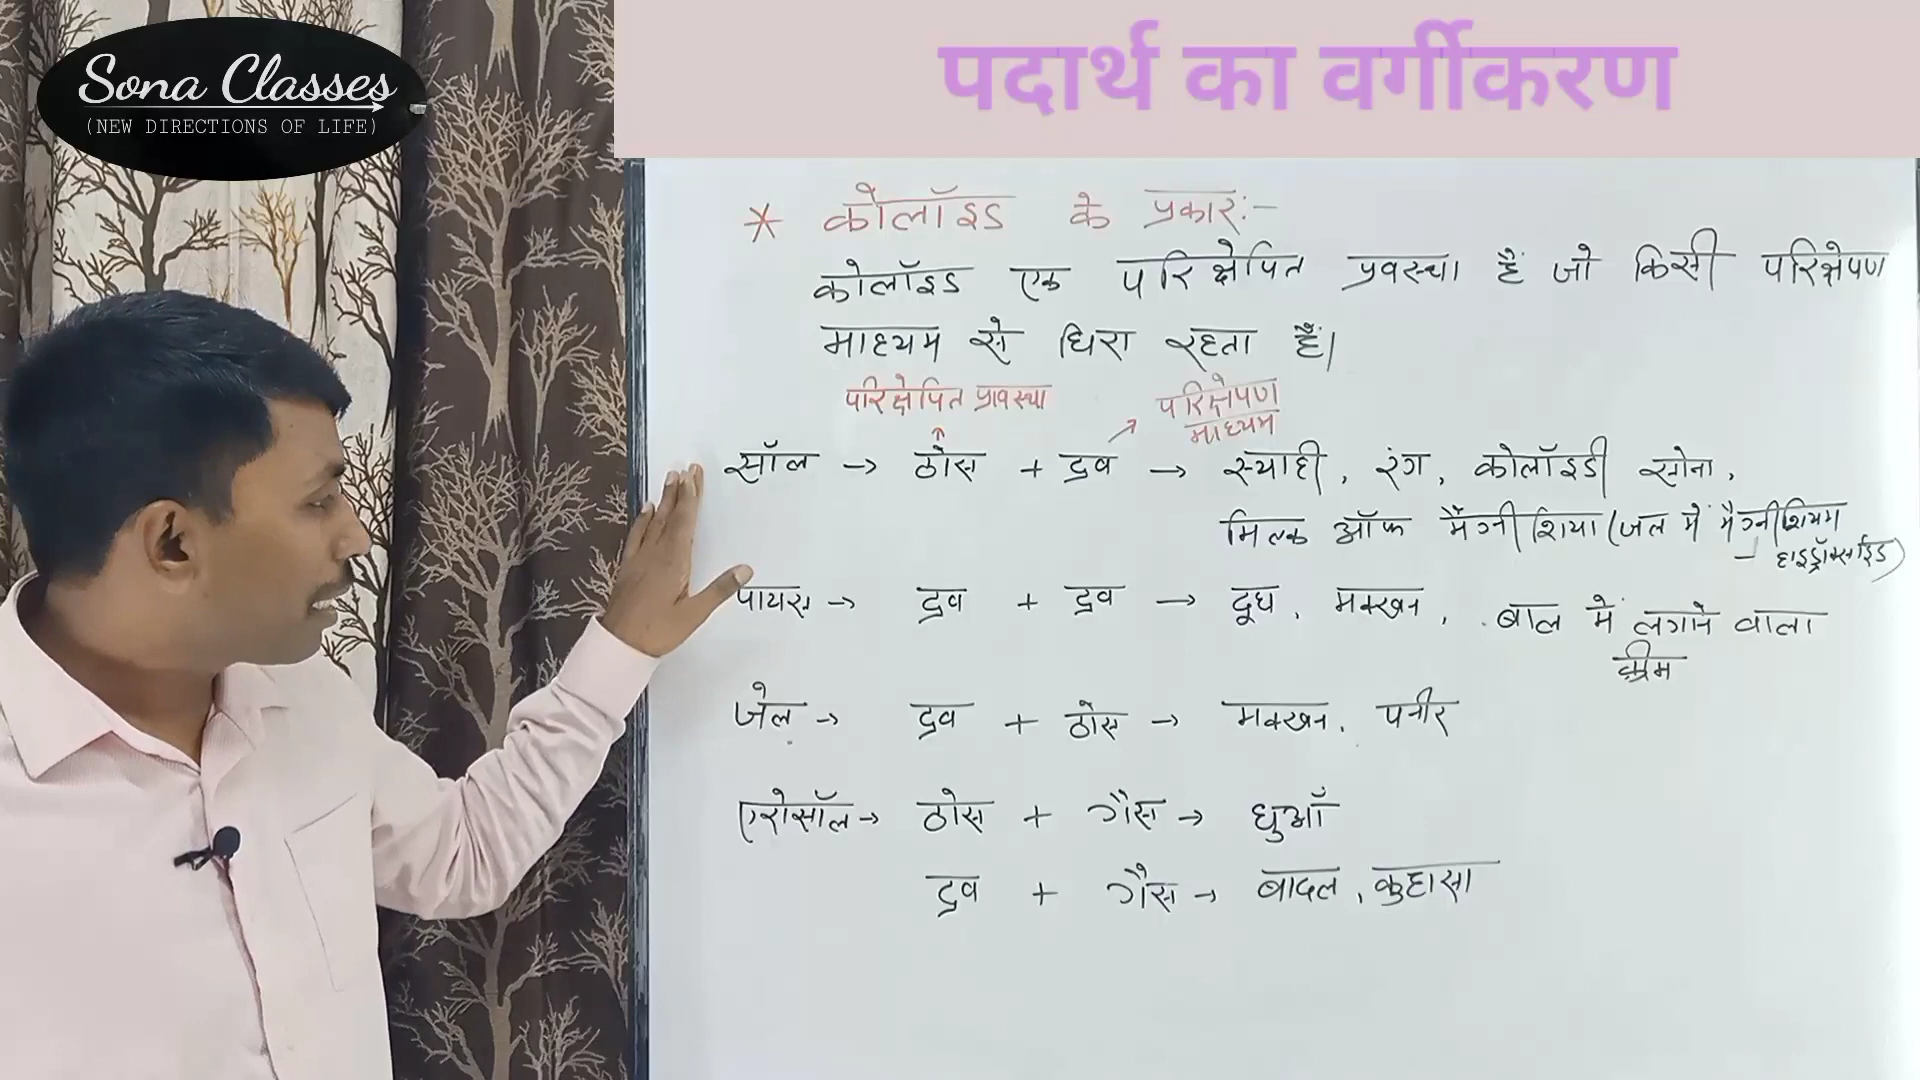 Sona Classes
(NEW DIRECTIONS OF LIFE)
पदार्थ का वर्गीकरण
* कोलॉइड के प्रकार:-
कोलॉइड एक परिक्षेपित प्रवस्था है जो किसी परिक्षेपण
माध्यम से घिरा रहता है।
परिक्षेपित प्रावस्था परिक्षेपण
माध्यम
सॉल → ठोस + द्रव → स्याही, रंग, कोलॉइडी सोना,
मिल्क ऑफ मैग्नीशिया (जल में मैग्नीशियम
- हाइड्रॉक्साइड)
पायस → द्रव + द्रव → दूध, मक्खन, बाल में लगाने वाला
क्रीम
जेल → द्रव + ठोस → मक्खन, पनीर
एरोसॉल → ठोस + गैस → धुआँ
द्रव + गैस → बादल, कुहासा